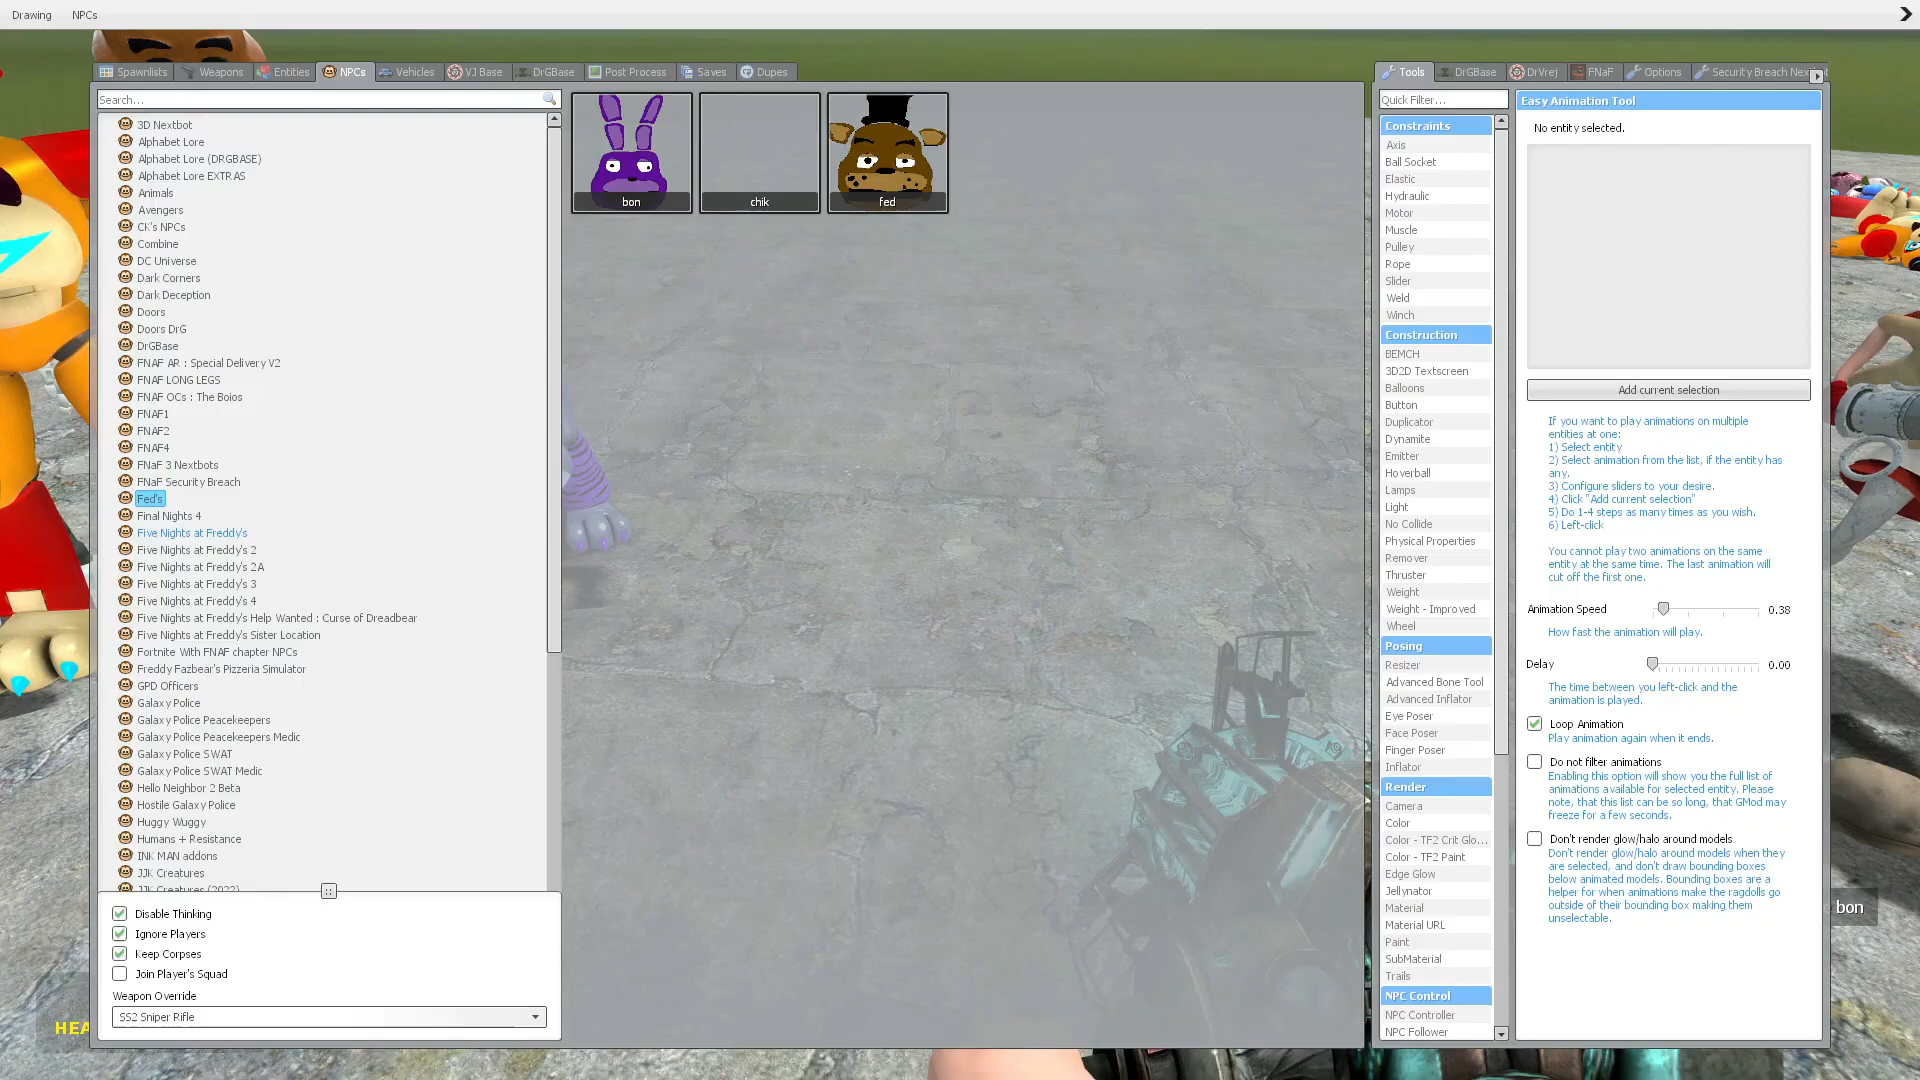 Drawing NPCs
Spawnlists Weapons Entities NPCs Vehicles VJ Base DrGBase Post Process Saves Dupes
Search...
3D Nextbot
Alphabet Lore
Alphabet Lore (DRGBASE)
Alphabet Lore EXTRAS
Animals
Avengers
CK's NPCs
Combine
DC Universe
Dark Corners
Dark Deception
Doors
Doors DrG
DrGBase
FNAF AR : Special Delivery V2
FNAF LONG LEGS
FNAF OCs : The Boios
FNAF1
FNAF2
FNAF4
FNaF 3 Nextbots
FNaF Security Breach
Fed's
Final Nights 4
Five Nights at Freddy's
Five Nights at Freddy's 2
Five Nights at Freddy's 2A
Five Nights at Freddy's 3
Five Nights at Freddy's 4
Five Nights at Freddy's Help Wanted : Curse of Dreadbear
Five Nights at Freddy's Sister Location
Fortnite With FNAF chapter NPCs
Freddy Fazbear's Pizzeria Simulator
GPD Officers
Galaxy Police
Galaxy Police Peacekeepers
Galaxy Police Peacekeepers Medic
Galaxy Police SWAT
Galaxy Police SWAT Medic
Hello Neighbor 2 Beta
Hostile Galaxy Police
Huggy Wuggy
Humans + Resistance
INK MAN addons
JJK Creatures
JJK Creatures (2022)
Disable Thinking
Ignore Players
Keep Corpses
Join Player's Squad
Weapon Override
SS2 Sniper Rifle
HEA
bon chik fed
Tools DrGBase DrVrej FNaF Options Security Breach Nextbot
Quick Filter...
Constraints
Axis
Ball Socket
Elastic
Hydraulic
Motor
Muscle
Pulley
Rope
Slider
Weld
Winch
Construction
BEMCH
3D2D Textscreen
Balloons
Button
Duplicator
Dynamite
Emitter
Hoverball
Lamps
Light
No Collide
Physical Properties
Remover
Thruster
Weight
Weight - Improved
Wheel
Posing
Resizer
Advanced Bone Tool
Advanced Inflator
Eye Poser
Face Poser
Finger Poser
Inflator
Render
Camera
Color
Color - TF2 Crit Glo...
Color - TF2 Paint
Edge Glow
Jellynator
Material
Material URL
Paint
SubMaterial
Trails
NPC Control
NPC Controller
NPC Follower
Easy Animation Tool
No entity selected.
Add current selection
If you want to play animations on multiple
entities at one:
1) Select entity
2) Select animation from the list, if the entity has
any.
3) Configure sliders to your desire.
4) Click "Add current selection"
5) Do 1-4 steps as many times as you wish.
6) Left-click
You cannot play two animations on the same
entity at the same time. The last animation will
cut off the first one.
Animation Speed 0.38
How fast the animation will play.
Delay 0.00
The time between you left-click and the
animation is played.
Loop Animation
Play animation again when it ends.
Do not filter animations
Enabling this option will show you the full list of
animations available for selected entity. Please
note, that this list can be so long, that GMod may
freeze for a few seconds.
Don't render glow/halo around models
Don't render glow/halo around models when they
are selected, and don't draw bounding boxes
below animated models. Bounding boxes are a
helper for when animations make the ragdolls go
outside of their bounding box making them
unselectable.
bon